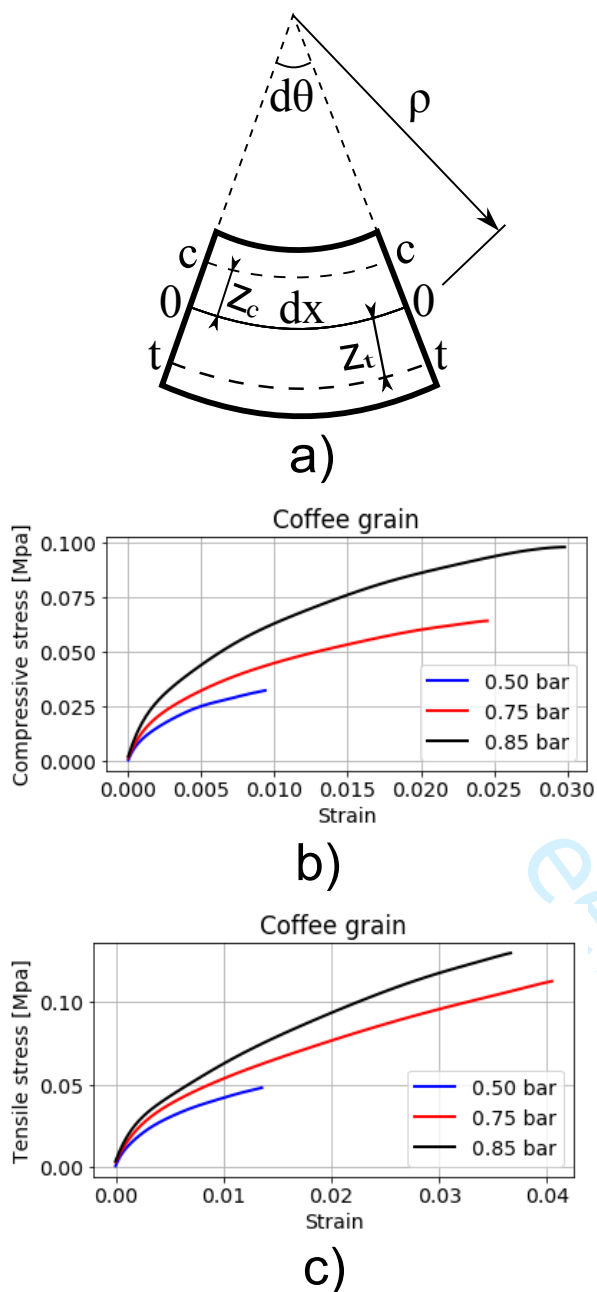 dθ
ρ
c c
0 dx 0
Zc
t Zt t
a)
Coffee grain
Compressive stress [Mpa]
0.100
0.075
0.050
0.025
0.000
0.50 bar
0.75 bar
0.85 bar
0.000 0.005 0.010 0.015 0.020 0.025 0.030
Strain
b)
Coffee grain
Tensile stress [Mpa]
0.10
0.05
0.00
0.50 bar
0.75 bar
0.85 bar
0.00 0.01 0.02 0.03 0.04
Strain
c)